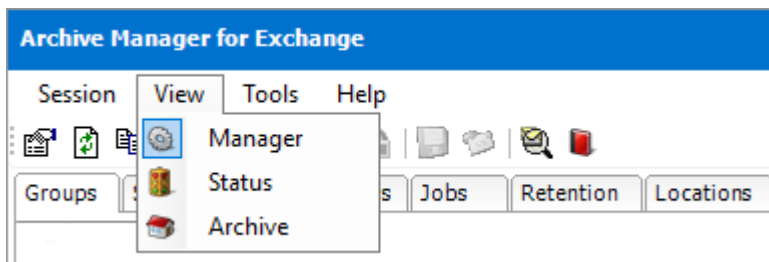 Archive Manager for Exchange
Session View Tools Help
Manager
Status
Archive
Groups Jobs Retention Locations